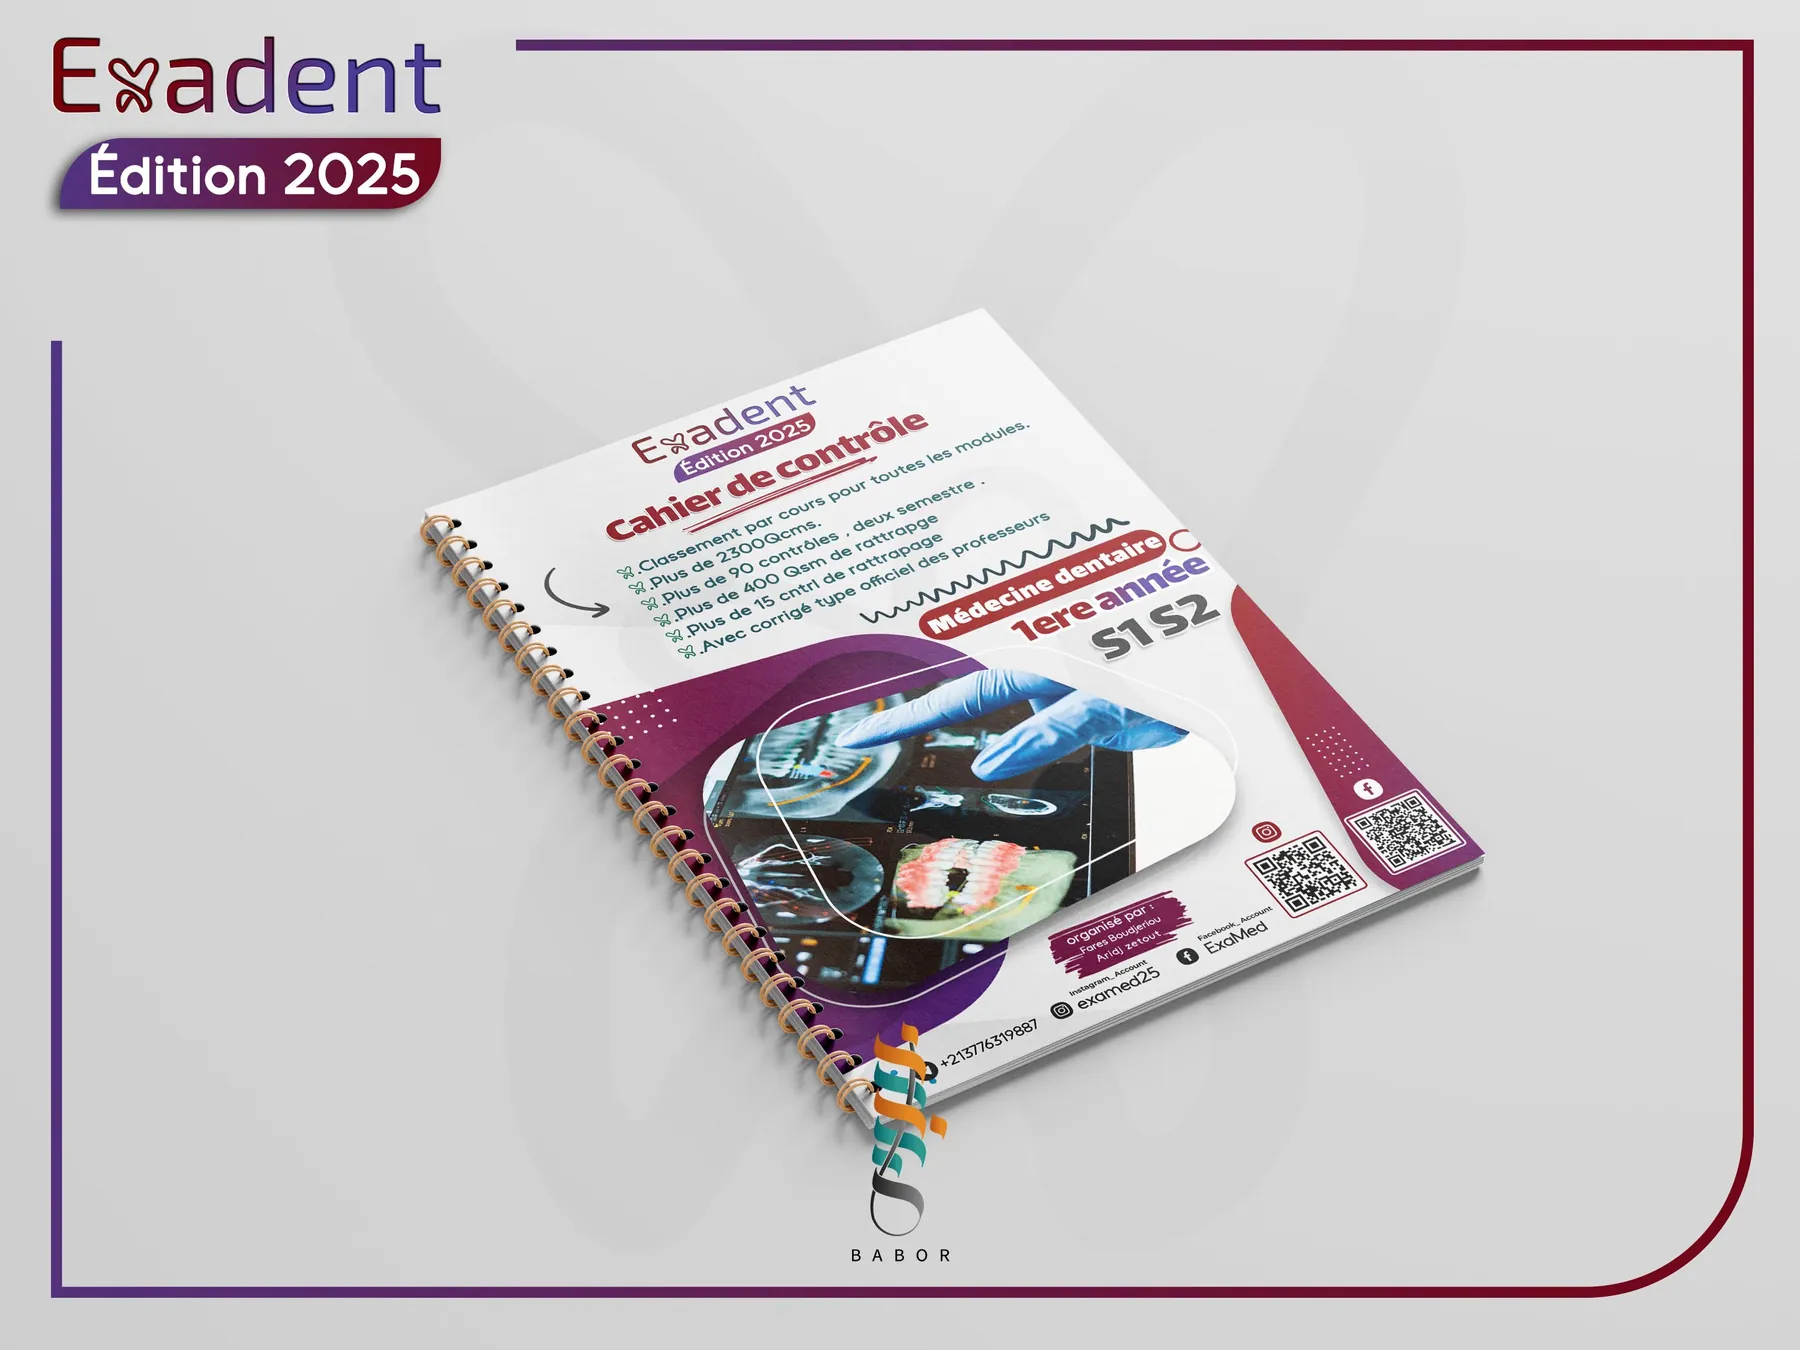 Exadent
Édition 2025
Exadent
Édition 2025
Cahier de contrôle
.Classement par cours pour toutes les modules.
.Plus de 2300Qcms.
.Plus de 90 contrôles , deux semestre .
.Plus de 400 Qsm de rattrapge
.Plus de 15 cntrl de rattrapage
.Avec corrigé type officiel des professeurs
Médecine dentaire
1ere année
S1 S2
organisé par :
Fares Boudjeriou
Aridj zetout
Facebook_Account
ExaMed
Instagram_Account
examed25
+213776319887
BABOR